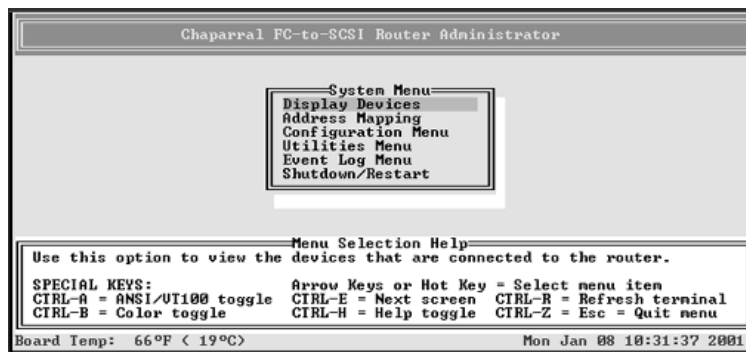 Chaparral FC-to-SCSI Router Administrator
System Menu
Display Devices
Address Mapping
Configuration Menu
Utilities Menu
Event Log Menu
Shutdown/Restart
Menu Selection Help
Use this option to view the devices that are connected to the router.
SPECIAL KEYS: Arrow Keys or Hot Key = Select menu item
CTRL-A = ANSI/VT100 toggle CTRL-E = Next screen CTRL-R = Refresh terminal
CTRL-B = Color toggle CTRL-H = Help toggle CTRL-Z = Esc = Quit menu
Board Temp: 66°F ( 19°C) Mon Jan 08 10:31:37 2001